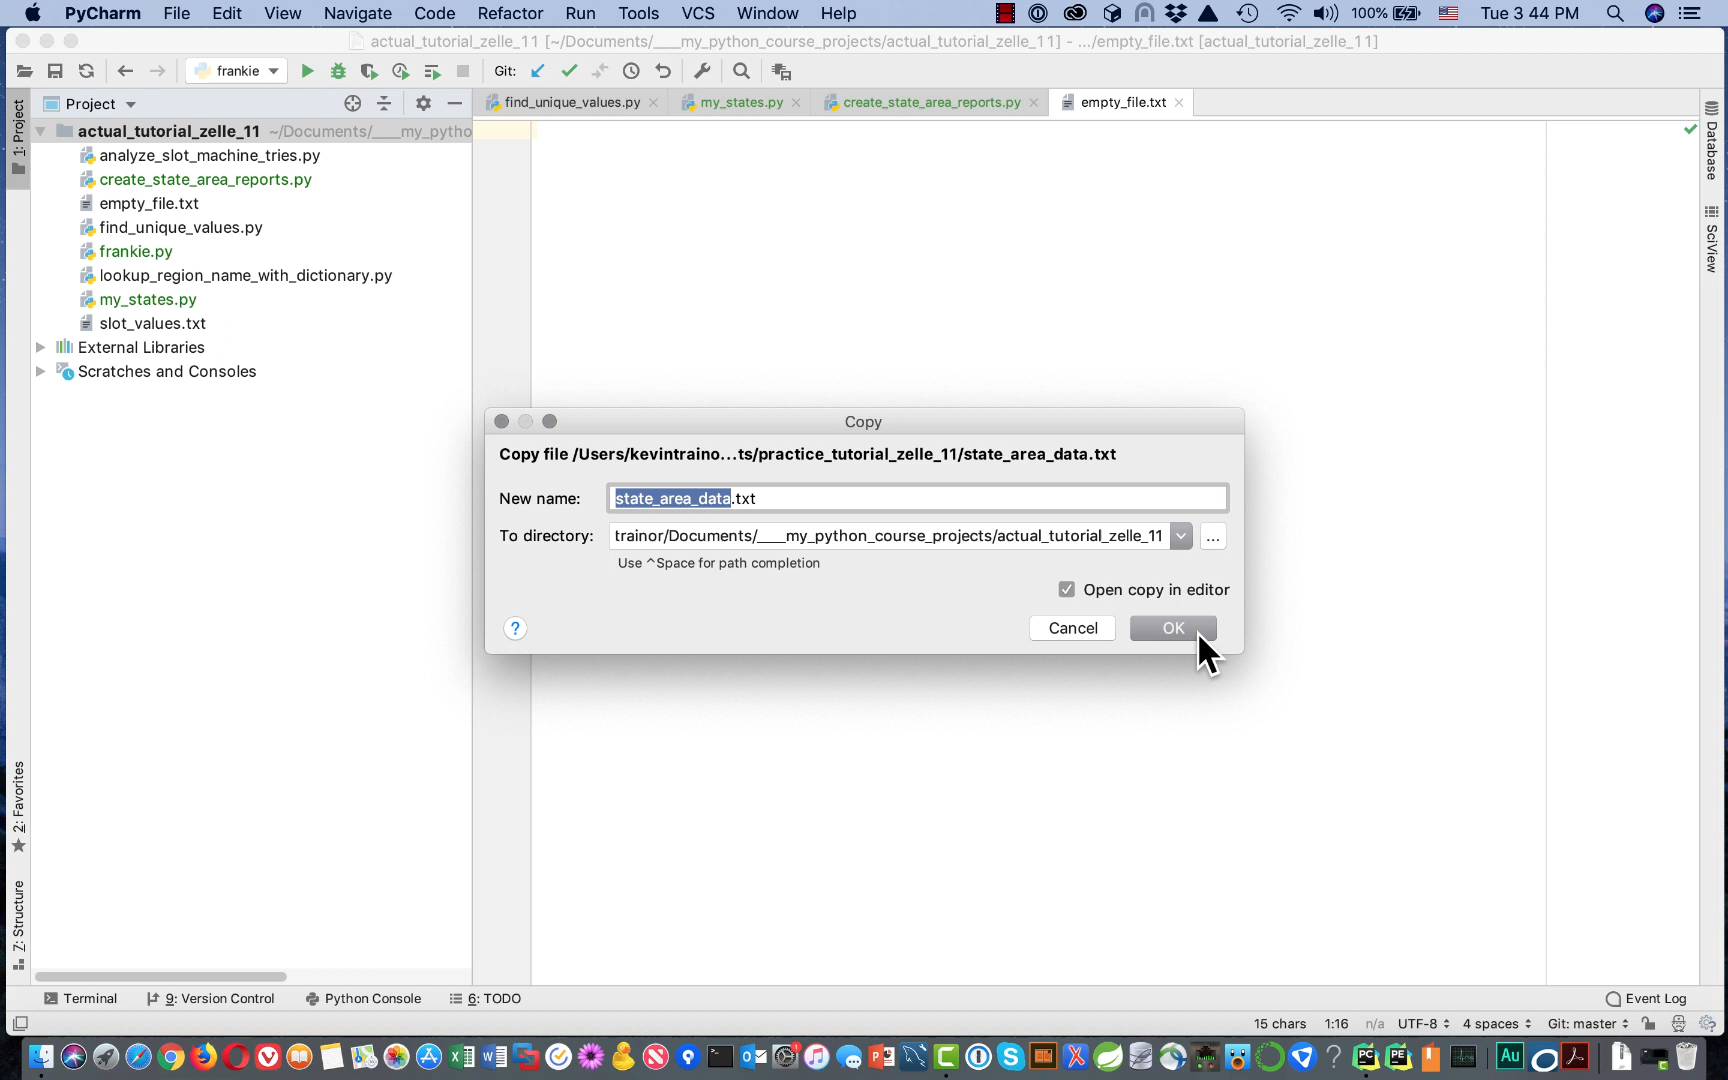 PyCharm File Edit View Navigate Code Refactor Run Tools VCS Window Help 100% Tue 3 44 PM
actual_tutorial_zelle_11 [~/Documents/___my_python_course_projects/actual_tutorial_zelle_11] - .../empty_file.txt [actual_tutorial_zelle_11]
frankie Git:
Project find_unique_values.py my_states.py create_state_area_reports.py empty_file.txt
1: Project
actual_tutorial_zelle_11 ~/Documents/___my_pytho
analyze_slot_machine_tries.py
create_state_area_reports.py
empty_file.txt
find_unique_values.py
frankie.py
lookup_region_name_with_dictionary.py
my_states.py
slot_values.txt
External Libraries
Scratches and Consoles
Database
SciView
Copy
Copy file /Users/kevintraino...ts/practice_tutorial_zelle_11/state_area_data.txt
New name: state_area_data.txt
To directory: trainor/Documents/___my_python_course_projects/actual_tutorial_zelle_11 ...
Use ^Space for path completion
Open copy in editor
? Cancel OK
2: Favorites
7: Structure
Terminal 9: Version Control Python Console 6: TODO Event Log
15 chars 1:16 n/a UTF-8 4 spaces Git: master